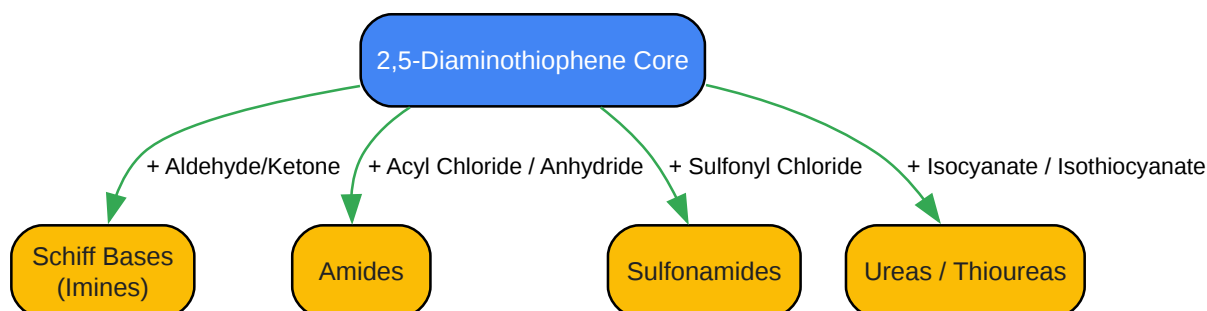 2,5-Diaminothiophene Core
+ Aldehyde/Ketone
+ Acyl Chloride / Anhydride
+ Sulfonyl Chloride
+ Isocyanate / Isothiocyanate
Schiff Bases
(Imines)
Amides
Sulfonamides
Ureas / Thioureas